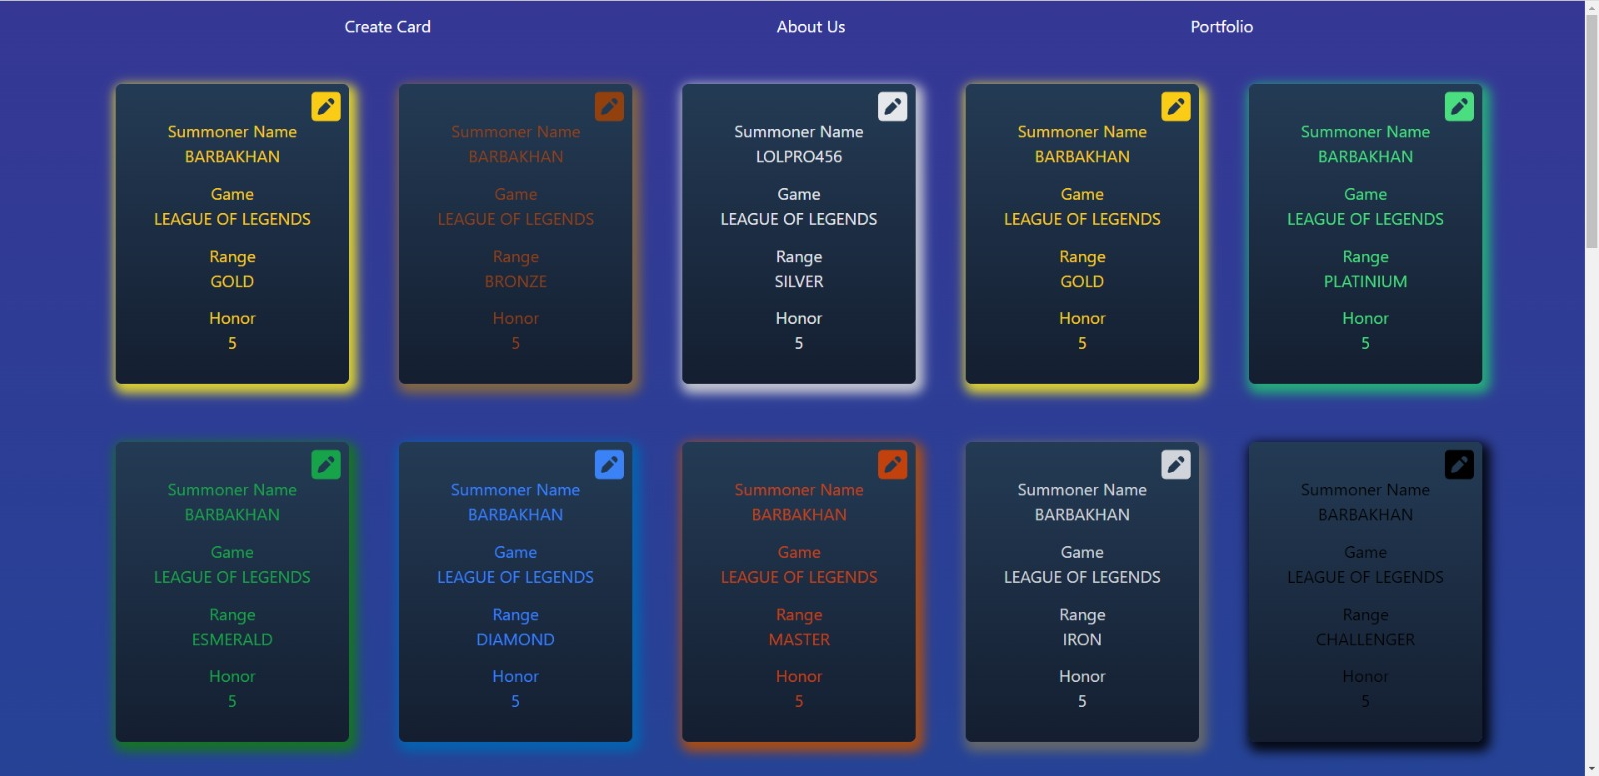 Create Card
About Us
Portfolio
Summoner Name
BARBAKHAN
Game
LEAGUE OF LEGENDS
Range
GOLD
Honor
5
Summoner Name
BARBAKHAN
Game
LEAGUE OF LEGENDS
Range
BRONZE
Honor
5
Summoner Name
LOLPRO456
Game
LEAGUE OF LEGENDS
Range
SILVER
Honor
5
Summoner Name
BARBAKHAN
Game
LEAGUE OF LEGENDS
Range
GOLD
Honor
5
Summoner Name
BARBAKHAN
Game
LEAGUE OF LEGENDS
Range
PLATINIUM
Honor
5
Summoner Name
BARBAKHAN
Game
LEAGUE OF LEGENDS
Range
ESMERALD
Honor
5
Summoner Name
BARBAKHAN
Game
LEAGUE OF LEGENDS
Range
DIAMOND
Honor
5
Summoner Name
BARBAKHAN
Game
LEAGUE OF LEGENDS
Range
MASTER
Honor
5
Summoner Name
BARBAKHAN
Game
LEAGUE OF LEGENDS
Range
IRON
Honor
5
Summoner Name
BARBAKHAN
Game
LEAGUE OF LEGENDS
Range
CHALLENGER
Honor
5